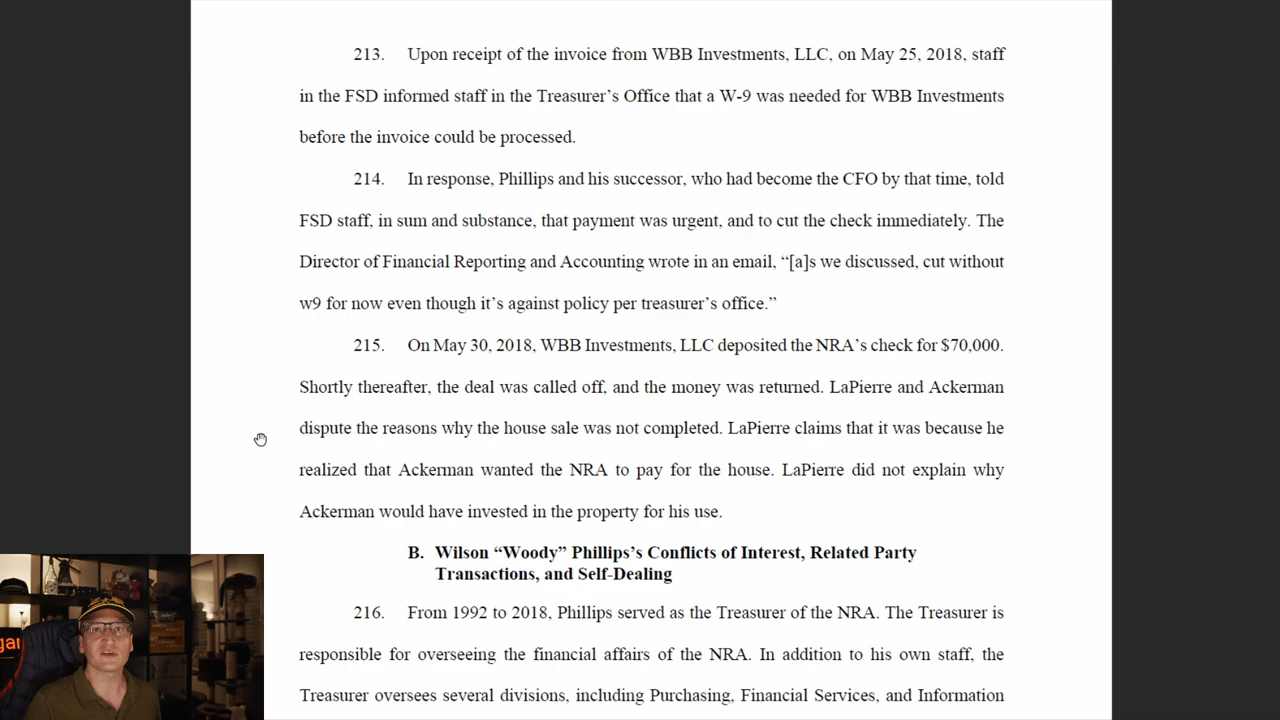 213. Upon receipt of the invoice from WBB Investments, LLC, on May 25, 2018, staff
in the FSD informed staff in the Treasurer’s Office that a W-9 was needed for WBB Investments
before the invoice could be processed.
214. In response, Phillips and his successor, who had become the CFO by that time, told
FSD staff, in sum and substance, that payment was urgent, and to cut the check immediately. The
Director of Financial Reporting and Accounting wrote in an email, “[a]s we discussed, cut without
w9 for now even though it’s against policy per treasurer’s office.”
215. On May 30, 2018, WBB Investments, LLC deposited the NRA’s check for $70,000.
Shortly thereafter, the deal was called off, and the money was returned. LaPierre and Ackerman
dispute the reasons why the house sale was not completed. LaPierre claims that it was because he
realized that Ackerman wanted the NRA to pay for the house. LaPierre did not explain why
Ackerman would have invested in the property for his use.
B. Wilson “Woody” Phillips’s Conflicts of Interest, Related Party
Transactions, and Self-Dealing
216. From 1992 to 2018, Phillips served as the Treasurer of the NRA. The Treasurer is
responsible for overseeing the financial affairs of the NRA. In addition to his own staff, the
Treasurer oversees several divisions, including Purchasing, Financial Services, and Information